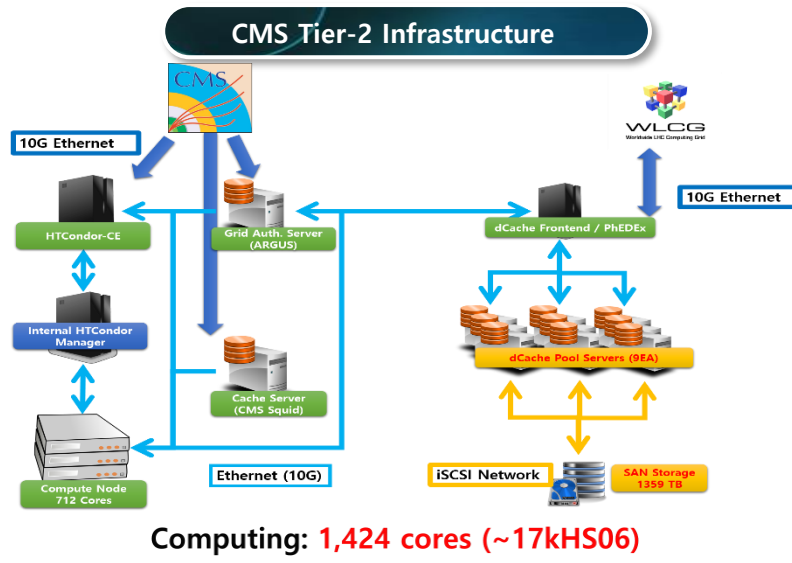 CMS Tier-2 Infrastructure
CMS
WLCG
Worldwide LHC Computing Grid
10G Ethernet
10G Ethernet
HTCondor-CE
Grid Auth. Server
(ARGUS)
dCache Frontend / PhEDEx
Internal HTCondor
Manager
dCache Pool Servers (9EA)
Cache Server
(CMS Squid)
Ethernet (10G)
iSCSI Network
SAN Storage
1359 TB
Compute Node
712 Cores
Computing: 1,424 cores (~17kHS06)